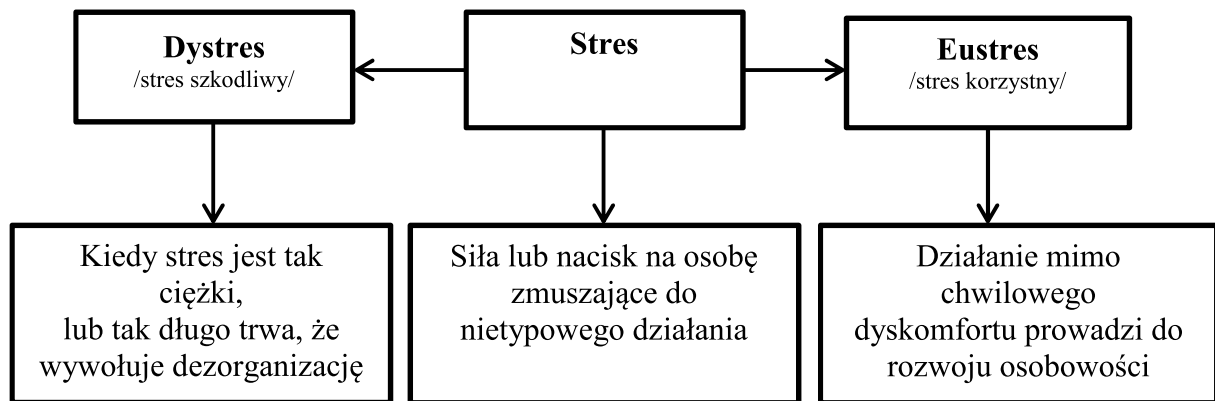 Dystres
/stres szkodliwy/
Stres
Eustres
/stres korzystny/
Kiedy stres jest tak
ciężki,
lub tak długo trwa, że
wywołuje dezorganizację
Siła lub nacisk na osobę
zmuszające do
nietypowego działania
Działanie mimo
chwilowego
dyskomfortu prowadzi do
rozwoju osobowości